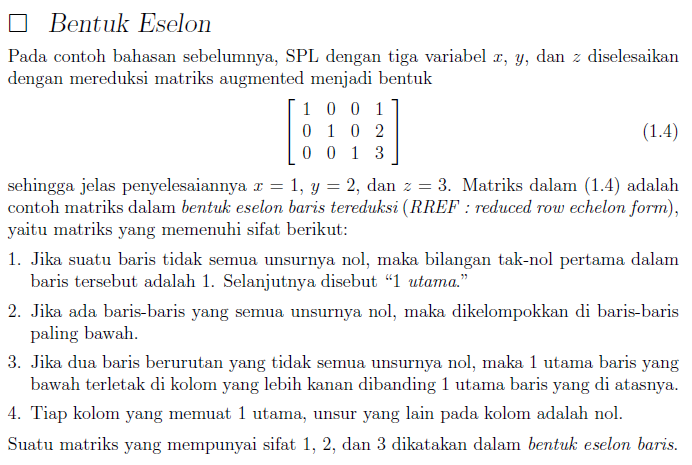 □ Bentuk Eselon
Pada contoh bahasan sebelumnya, SPL dengan tiga variabel x, y, dan z diselesaikan
dengan mereduksi matriks augmented menjadi bentuk
1 0 0 1
0 1 0 2 (1.4)
0 0 1 3
sehingga jelas penyelesaiannya x = 1, y = 2, dan z = 3. Matriks dalam (1.4) adalah
contoh matriks dalam bentuk eselon baris tereduksi (RREF : reduced row echelon form),
yaitu matriks yang memenuhi sifat berikut:
1. Jika suatu baris tidak semua unsurnya nol, maka bilangan tak-nol pertama dalam
baris tersebut adalah 1. Selanjutnya disebut “1 utama.”
2. Jika ada baris-baris yang semua unsurnya nol, maka dikelompokkan di baris-baris
paling bawah.
3. Jika dua baris berurutan yang tidak semua unsurnya nol, maka 1 utama baris yang
bawah terletak di kolom yang lebih kanan dibanding 1 utama baris yang di atasnya.
4. Tiap kolom yang memuat 1 utama, unsur yang lain pada kolom adalah nol.
Suatu matriks yang mempunyai sifat 1, 2, dan 3 dikatakan dalam bentuk eselon baris.